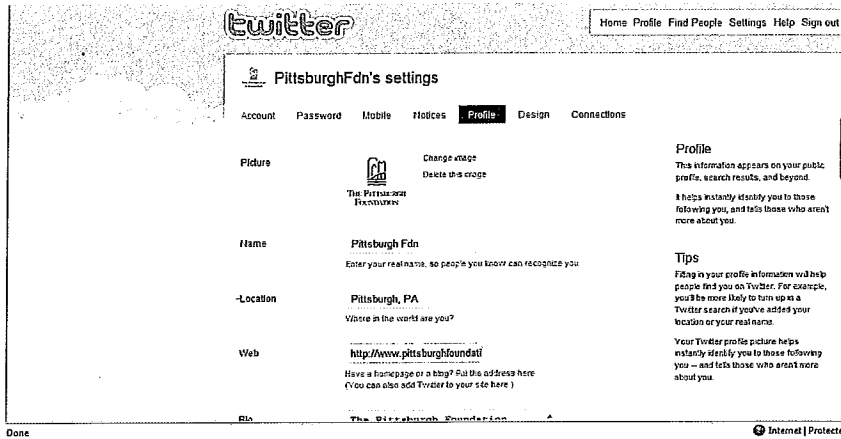 twitter
Home Profile Find People Settings Help Sign out
PittsburghFdn's settings
Account Password Mobile Notices Profile Design Connections
Picture
Change image
Delete this image
THE PITTSBURGH
FOUNDATION
Name
Pittsburgh Fdn
Enter your real name, so people you know can recognize you
Location
Pittsburgh, PA
Where in the world are you?
Web
http://www.pittsburghfoundati
Have a homepage or a blog? Put the address here
(You can also add Twitter to your site here )
Bio
The Pittsburgh Foundation
Profile
This information appears on your public
profile, search results, and beyond.
It helps instantly identify you to those
following you, and tells those who aren't
more about you.
Tips
Filling in your profile information will help
people find you on Twitter. For example,
you'll be more likely to turn up in a
Twitter search if you've added your
location or your real name.
Your Twitter profile picture helps
instantly identify you to those following
you – and tells those who aren't more
about you.
Done
Internet | Protecte